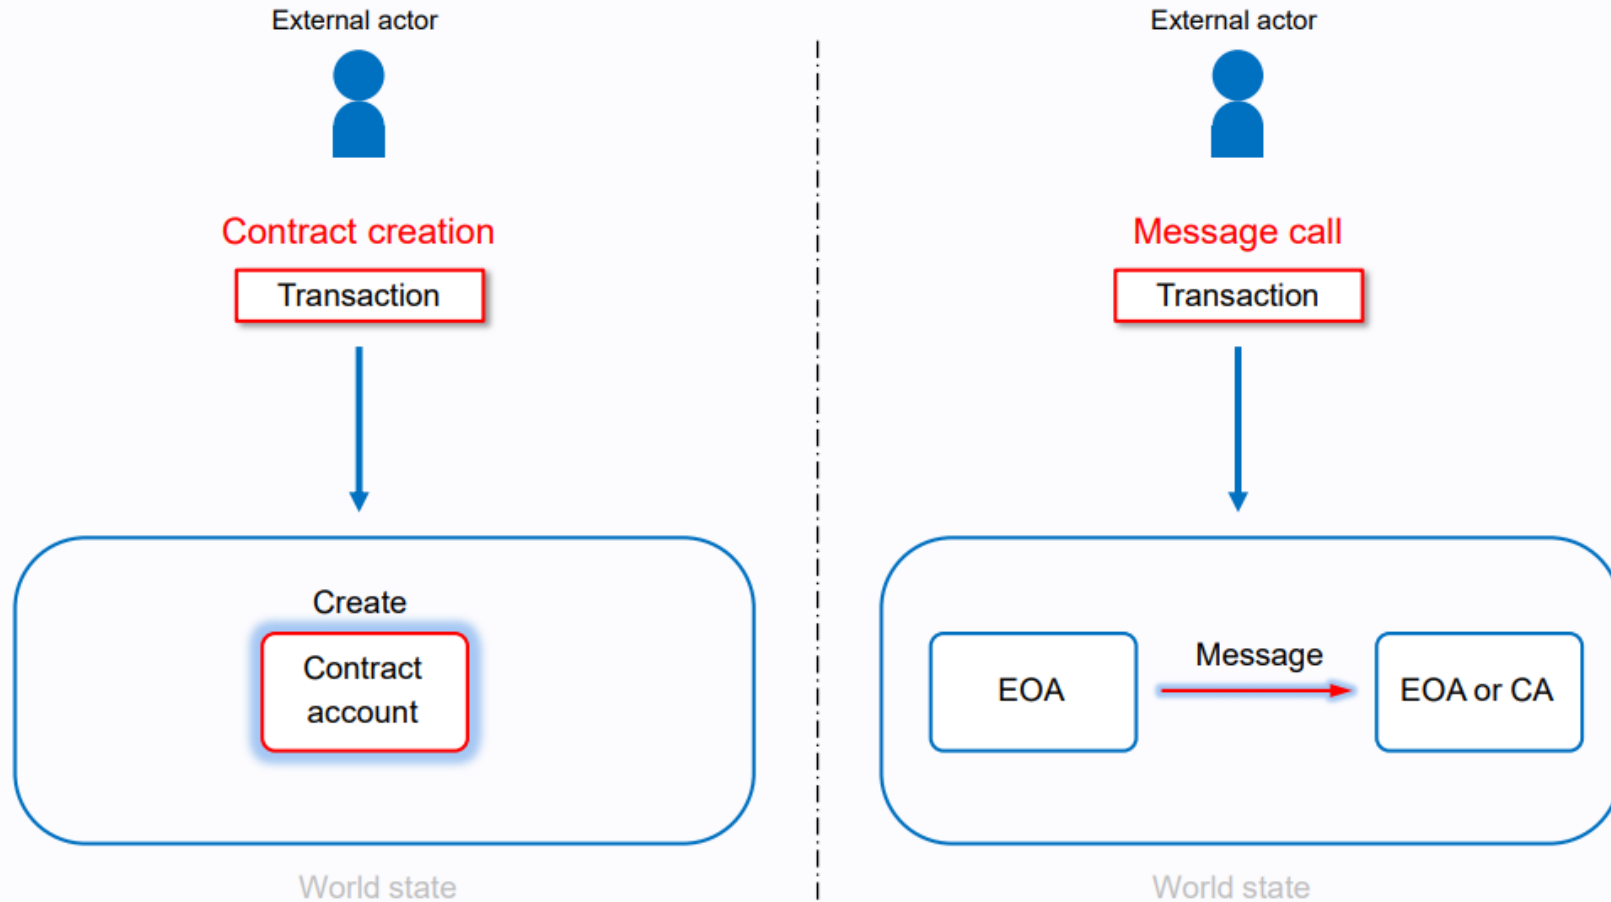 External actor
Contract creation
Transaction
Create
Contract
account
World state
External actor
Message call
Transaction
EOA
Message
EOA or CA
World state